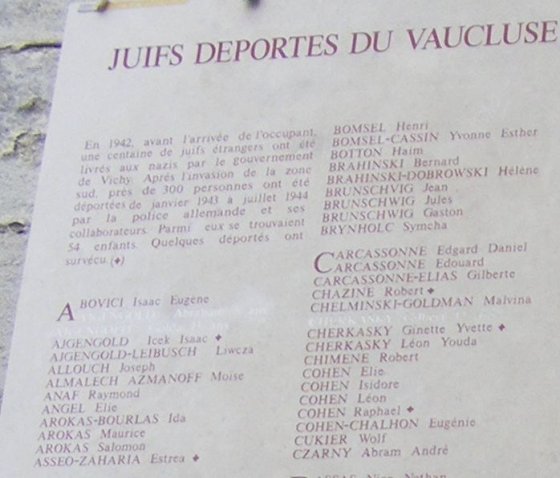 JUIFS DEPORTES DU VAUCLUSE
En 1942, avant l'arrivée de l'occupant,
une centaine de juifs étrangers ont été
livrés aux nazis par le gouvernement
de Vichy. Aprés l'invasion de la zone
sud, près de 300 personnes ont été
déportées de janvier 1943 à juillet 1944
par la police allemande et ses
collaborateurs. Parmi eux se trouvaient
54 enfants. Quelques déportés ont
survécu. (♦)
ABOVICI Isaac Eugène
AJGENGOLD Icek Isaac ♦
AJGENGOLD-LEIBUSCH Liwcza
ALLOUCH Joseph
ALMALECH AZMANOFF Moise
ANAF Raymond
ANGEL Elie
AROKAS-BOURLAS Ida
AROKAS Maurice
AROKAS Salomon
ASSEO-ZAHARIA Estrea ♦
BOMSEL Henri
BOMSEL-CASSIN Yvonne Esther
BOTTON Haim
BRAHINSKI Bernard
BRAHINSKI-DOBROWSKI Hélène
BRUNSCHVIG Jean
BRUNSCHWIG Jules
BRUNSCHWIG Gaston
BRYNHOLC Symcha
CARCASSONNE Edgard Daniel
CARCASSONNE Edouard
CARCASSONNE-ELIAS Gilberte
CHAZINE Robert ♦
CHELMINSKI-GOLDMAN Malvina
CHERKASKY
CHERKASKY Ginette Yvette ♦
CHERKASKY Léon Youda
CHIMENE Robert
COHEN Elie
COHEN Isidore
COHEN Léon
COHEN Raphael ♦
COHEN-CHALHON Eugénie
CUKIER Wolf
CZARNY Abram André